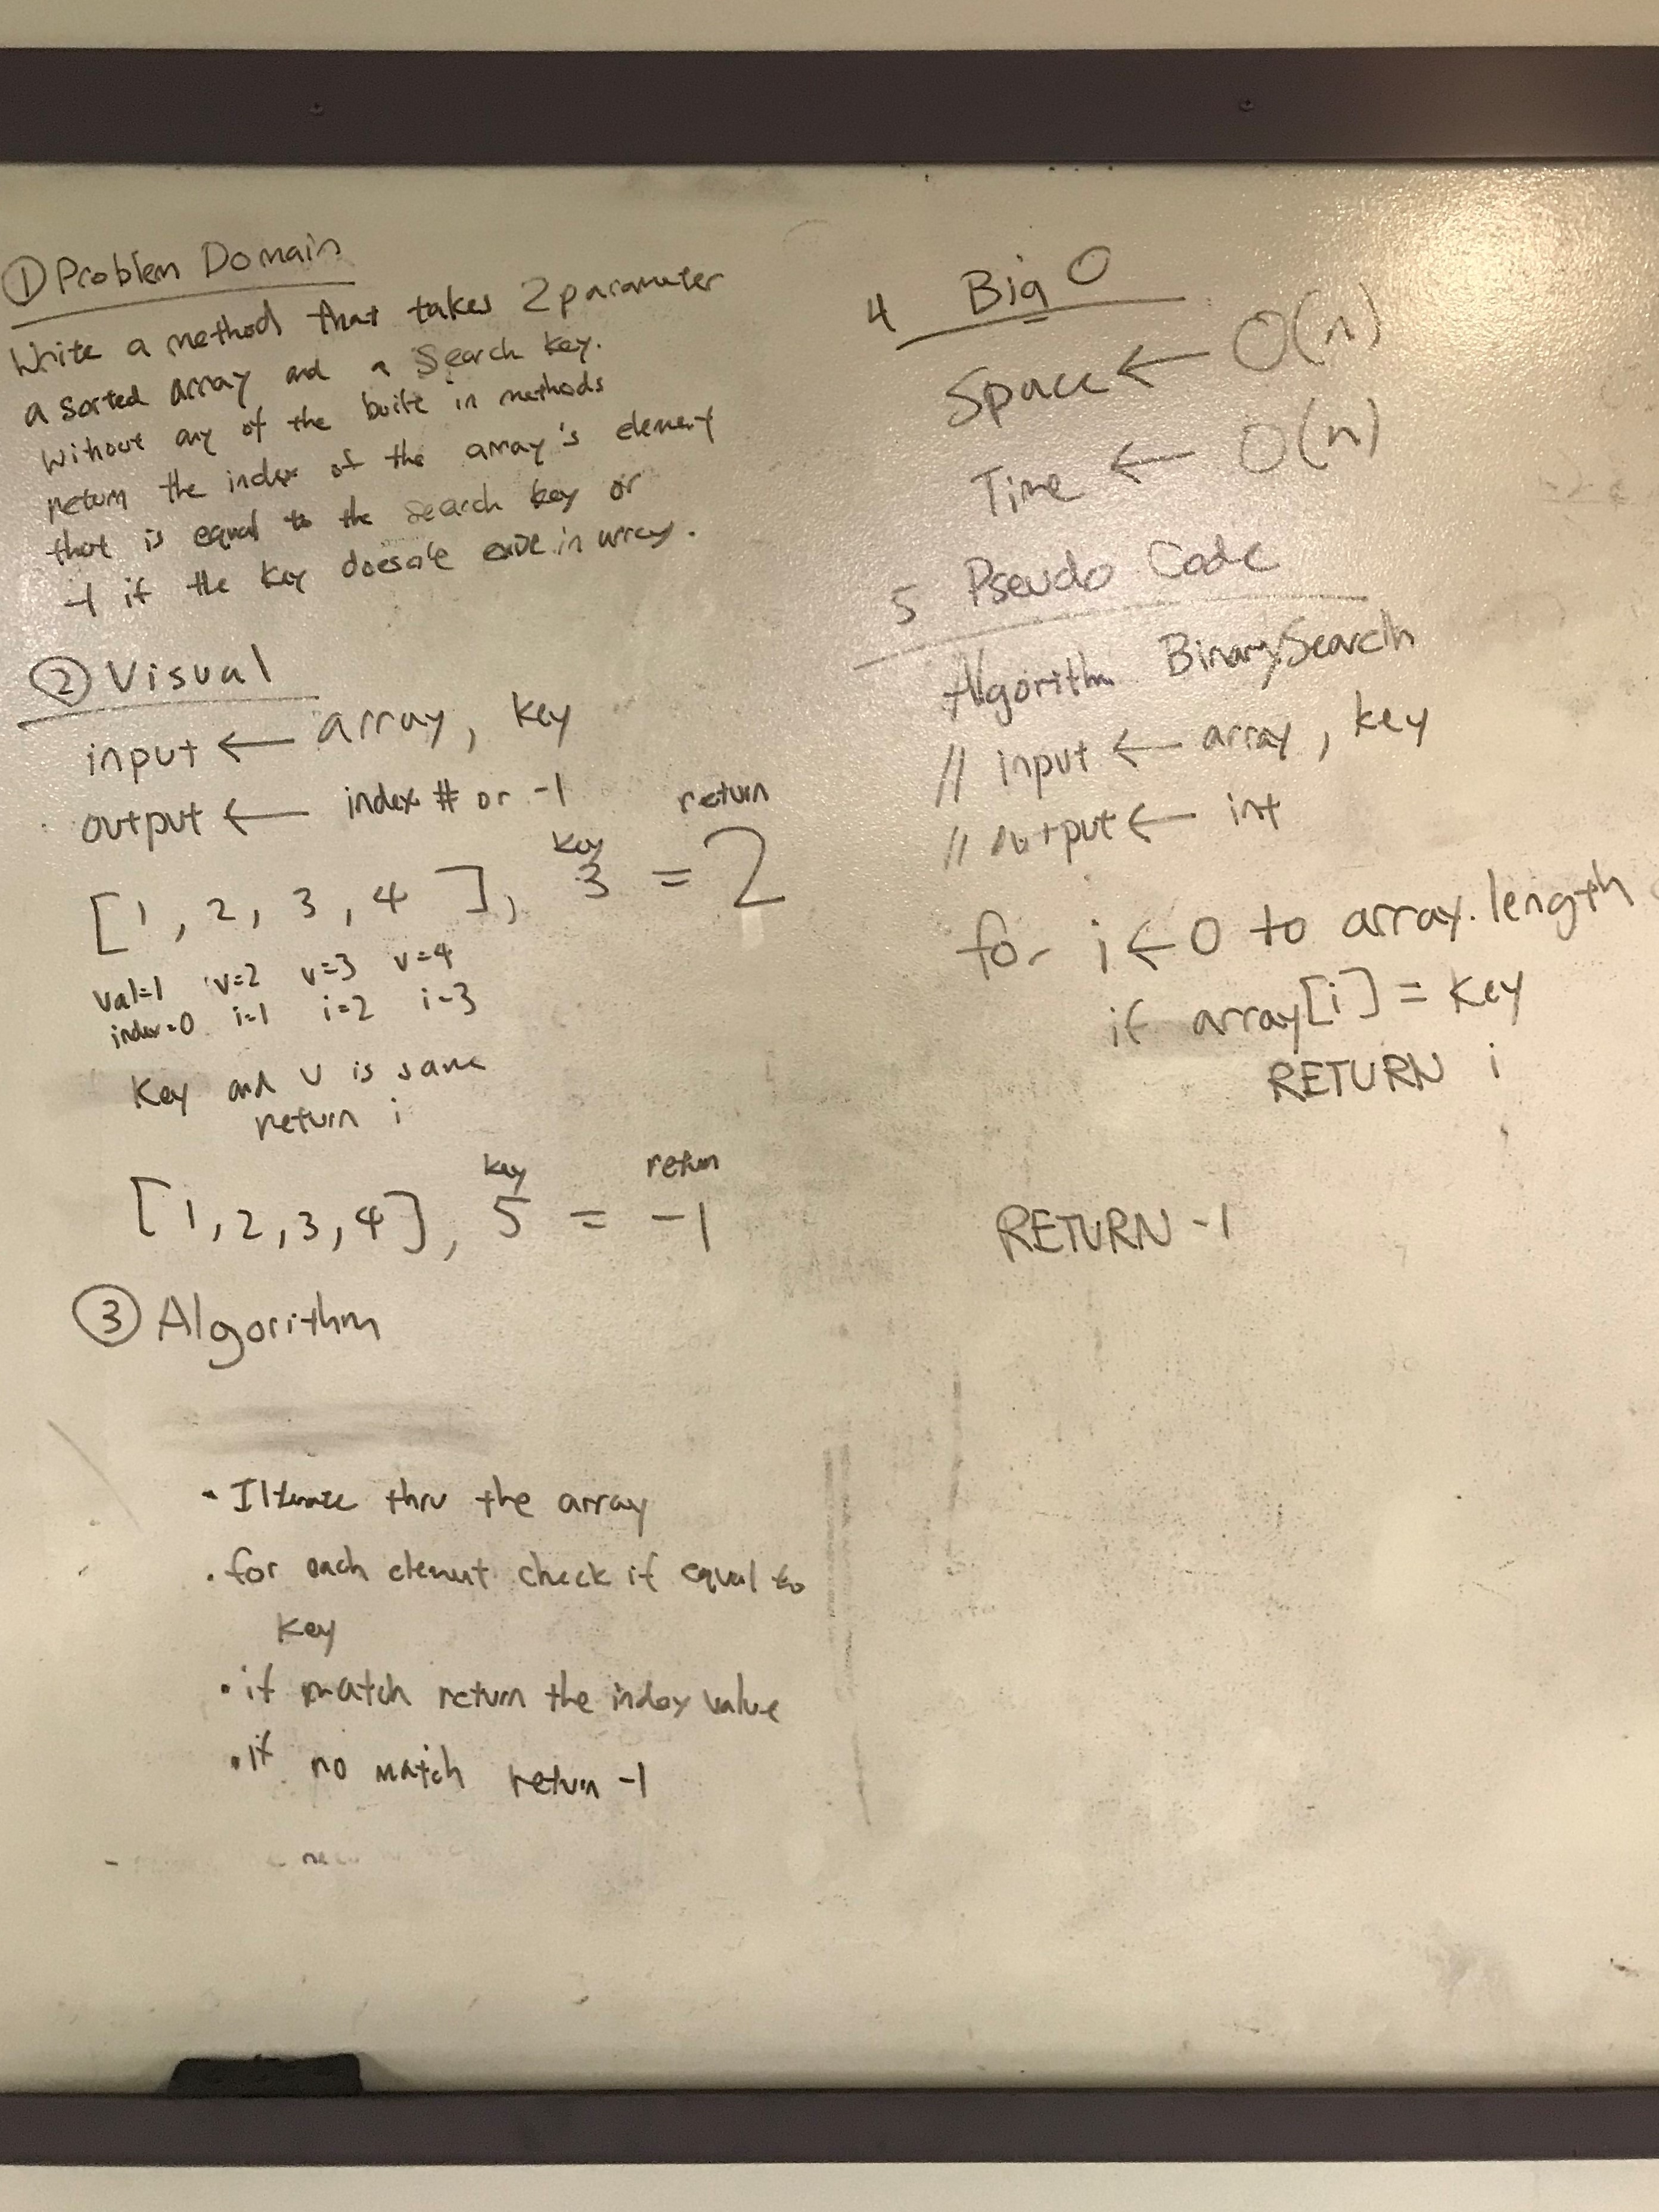 ① Problem Domain
Write a method that takes 2 parameter
a sorted array and a search key.
Without any of the built in methods
return the index of the array's element
that is equal to the search key or
-1 if the key doesn't exist in array.
② Visual
input ← array, key
output ← index # or -1
key return
[1, 2, 3, 4], 3 = 2
val=1 v=2 v=3 v=4
index=0 i=1 i=2 i=3
Key and v is same
return i
key return
[1,2,3,4], 5 = -1
③ Algorithm
• Iterate thru the array
• for each element check if equal to
key
• if match return the index value
• If no match return -1
4 Big O
Space ← O(n)
Time ← O(n)
5 Pseudo Code
Algorithm BinarySearch
// input ← array, key
// output ← int
for i ← 0 to array.length
if array[i] = key
RETURN i
RETURN -1